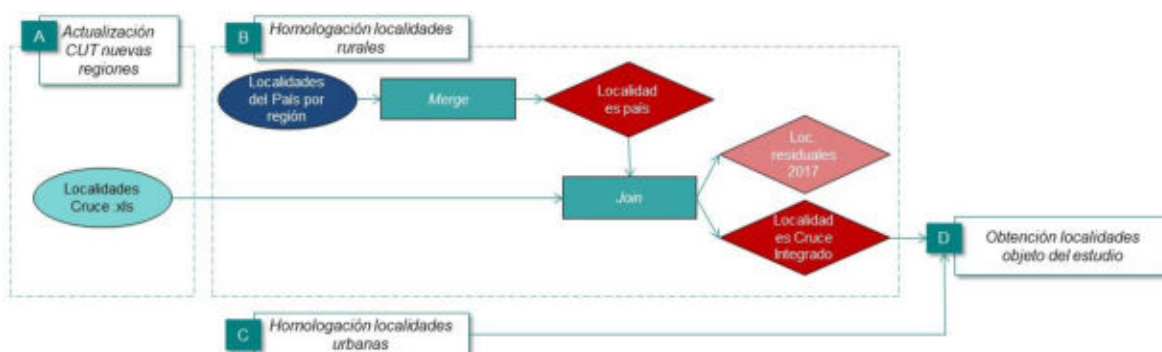 A
Actualización
CUT nuevas
regiones
B
Homologación localidades
rurales
Localidades
del País por
región
Merge
Localidad
es país
Loc.
residuales
2017
Localidades
Cruce .xls
Join
Localidad
es Cruce
Integrado
D
Obtención localidades
objeto del estudio
C
Homologación localidades
urbanas